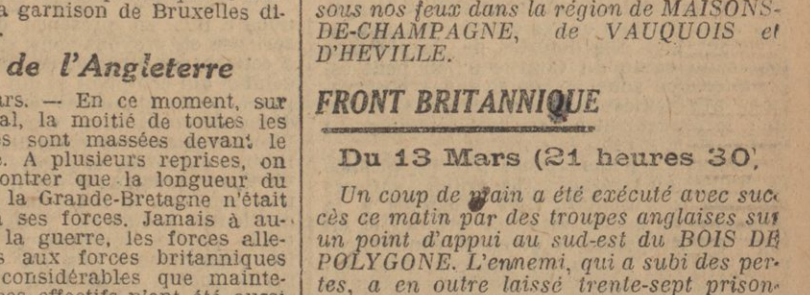 a garnison de Bruxelles di-
de l'Angleterre
ars. — En ce moment, sur
al, la moitié de toutes les
s sont massées devant le
e. A plusieurs reprises, on
ontrer que la longueur du
la Grande-Bretagne n'était
à ses forces. Jamais à au-
la guerre, les forces alle-
s aux forces britanniques
considérables que mainte-
sous nos feux dans la région de MAISONS-
DE-CHAMPAGNE, de VAUQUOIS et
D'HEVILLE.
FRONT BRITANNIQUE
Du 13 Mars (21 heures 30)
Un coup de main a été exécuté avec suc-
cès ce matin par des troupes anglaises sur
un point d'appui au sud-est du BOIS DE
POLYGONE. L'ennemi, qui a subi des per-
tes, a en outre laissé trente-sept prison-